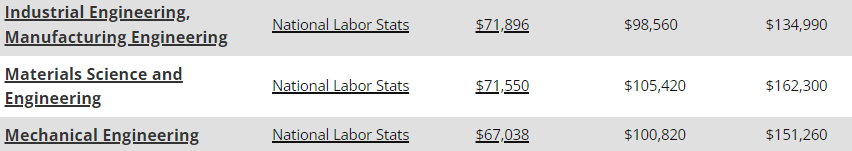 Industrial Engineering,
Manufacturing Engineering National Labor Stats $71,896 $98,560 $134,990
Materials Science and
Engineering National Labor Stats $71,550 $105,420 $162,300
Mechanical Engineering National Labor Stats $67,038 $100,820 $151,260